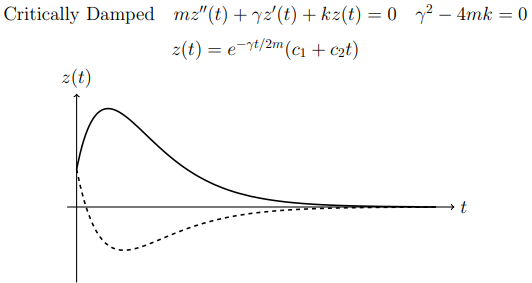 Critically Damped mz″(t) + γz′(t) + kz(t) = 0 γ² − 4mk = 0
z(t) = e^{−γt/2m}(c₁ + c₂t)
z(t)
t